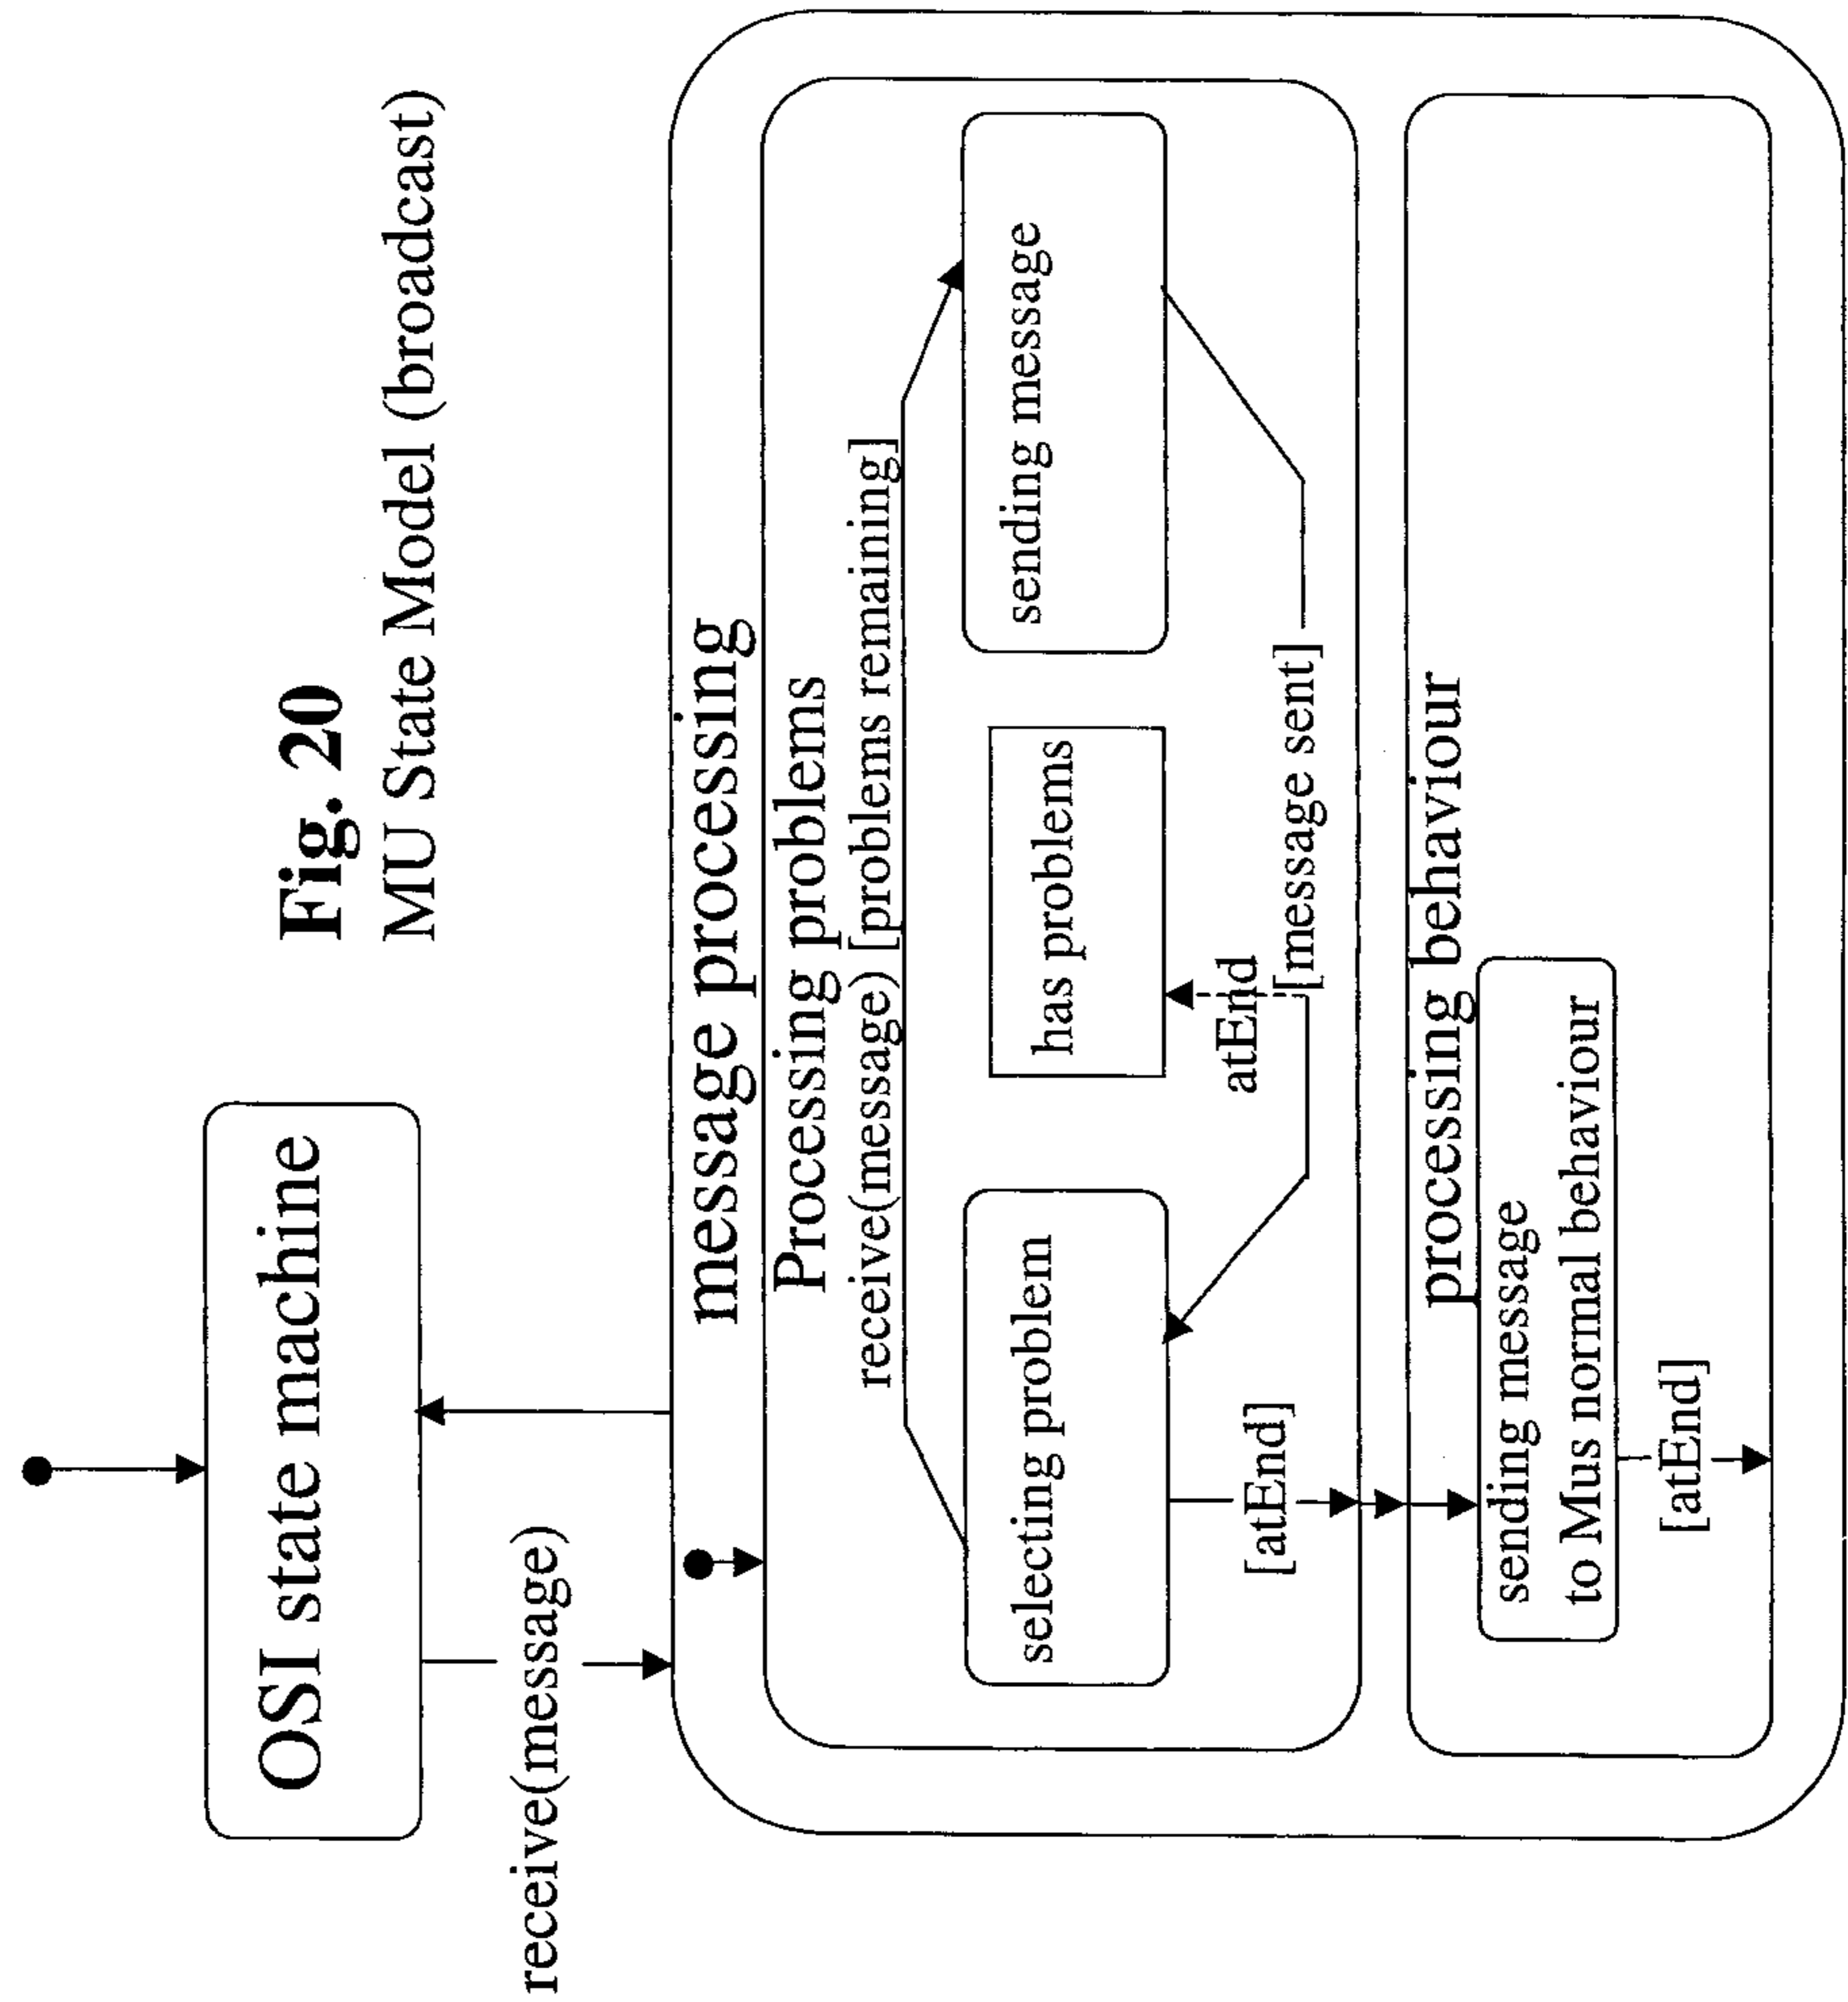 Fig. 20
MU State Model (broadcast)
OSI state machine
receive(message)
message processing
Processing problems
receive(message) [problems remaining]
selecting problem
has problems
sending message
atEnd
[message sent]
[atEnd]
processing behaviour
sending message
to Mus normal behaviour
[atEnd]